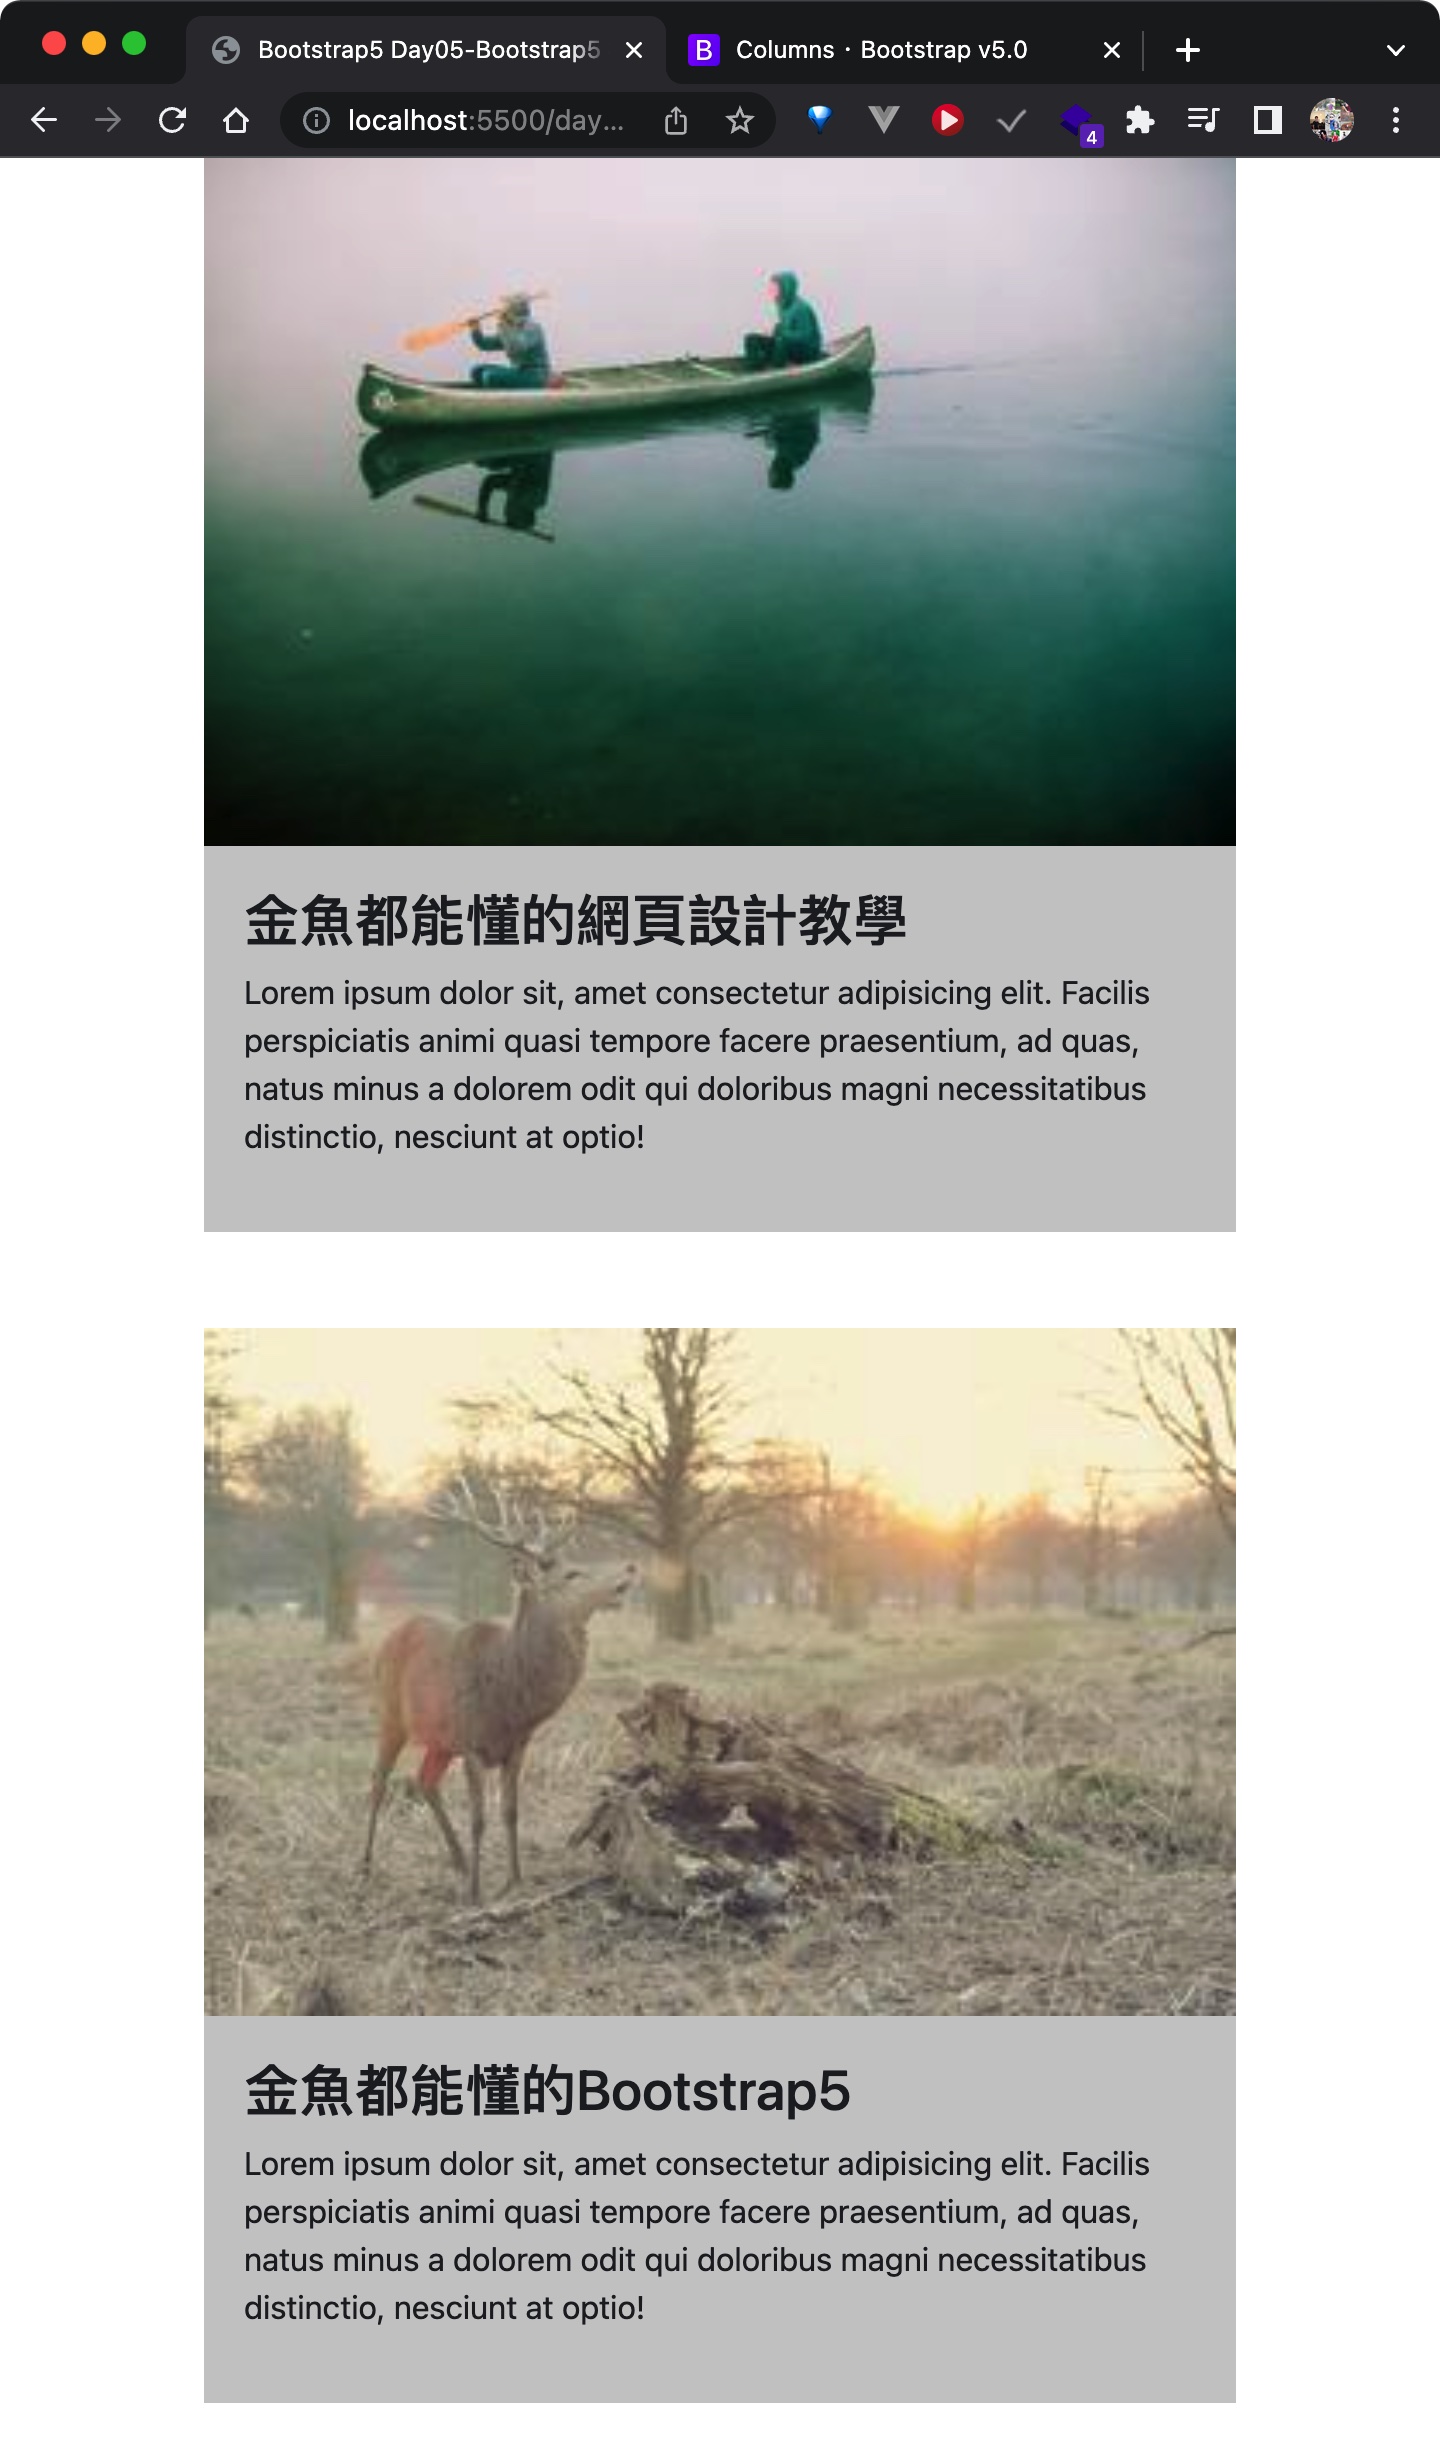 Bootstrap5 Day05-Bootstrap5
B Columns · Bootstrap v5.0
localhost:5500/day...
4
金魚都能懂的網頁設計教學
Lorem ipsum dolor sit, amet consectetur adipisicing elit. Facilis
perspiciatis animi quasi tempore facere praesentium, ad quas,
natus minus a dolorem odit qui doloribus magni necessitatibus
distinctio, nesciunt at optio!
金魚都能懂的Bootstrap5
Lorem ipsum dolor sit, amet consectetur adipisicing elit. Facilis
perspiciatis animi quasi tempore facere praesentium, ad quas,
natus minus a dolorem odit qui doloribus magni necessitatibus
distinctio, nesciunt at optio!